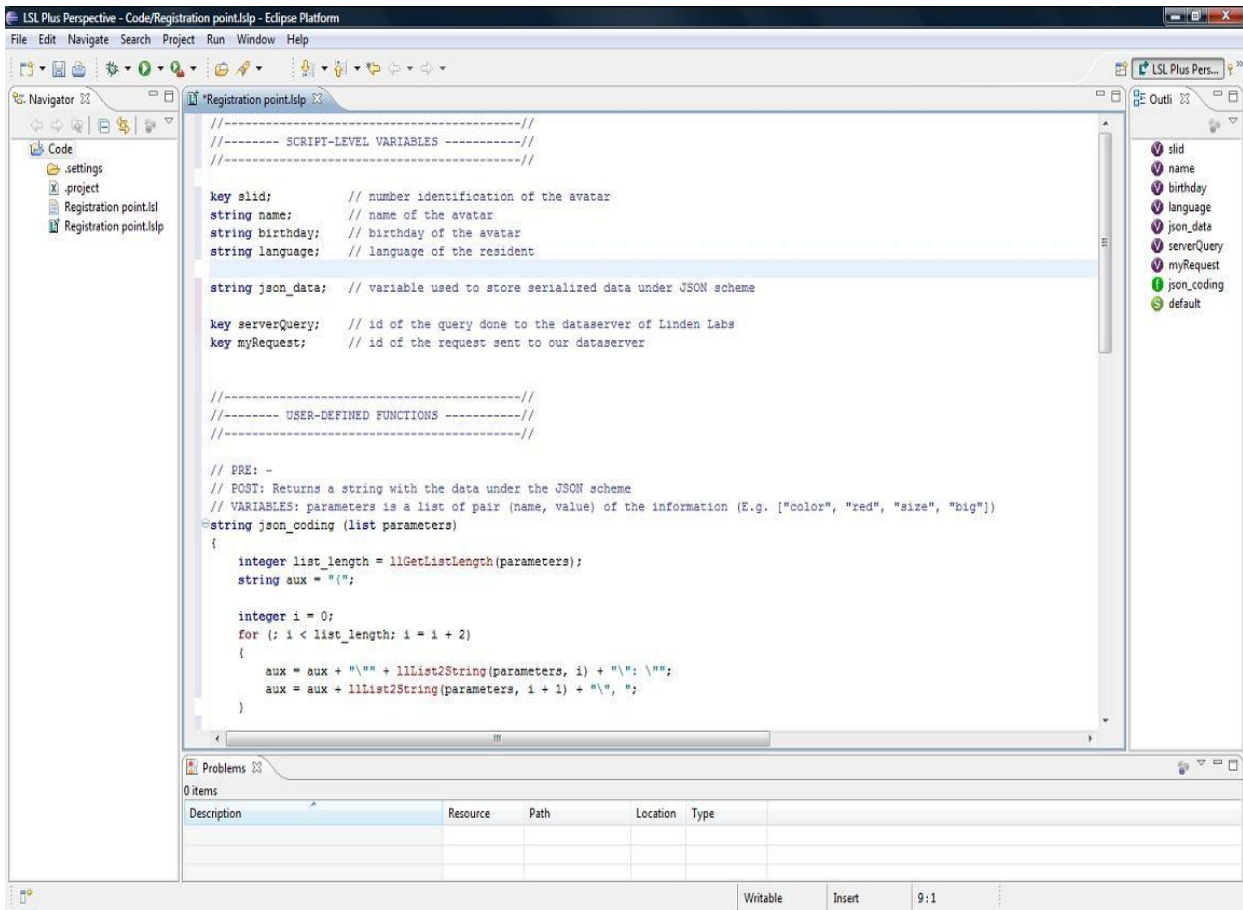 LSL Plus Perspective - Code/Registration point.lslp - Eclipse Platform
File Edit Navigate Search Project Run Window Help
LSL Plus Pers...
Navigator
Code
.settings
.project
Registration point.lsl
Registration point.lslp
*Registration point.lslp
//-------------------------------------------//
//-------- SCRIPT-LEVEL VARIABLES -----------//
//-------------------------------------------//
key slid; // number identification of the avatar
string name; // name of the avatar
string birthday; // birthday of the avatar
string language; // language of the resident
string json_data; // variable used to store serialized data under JSON scheme
key serverQuery; // id of the query done to the dataserver of Linden Labs
key myRequest; // id of the request sent to our dataserver
//-------------------------------------------//
//-------- USER-DEFINED FUNCTIONS -----------//
//-------------------------------------------//
// PRE: -
// POST: Returns a string with the data under the JSON scheme
// VARIABLES: parameters is a list of pair (name, value) of the information (E.g. ["color", "red", "size", "big"])
string json_coding (list parameters)
{
integer list_length = llGetListLength(parameters);
string aux = "{";
integer i = 0;
for (; i < list_length; i = i + 2)
{
aux = aux + "\"" + llList2String(parameters, i) + "\": \"";
aux = aux + llList2String(parameters, i + 1) + "\", ";
}
Outli
slid
name
birthday
language
json_data
serverQuery
myRequest
json_coding
default
Problems
0 items
Description Resource Path Location Type
Writable Insert 9:1